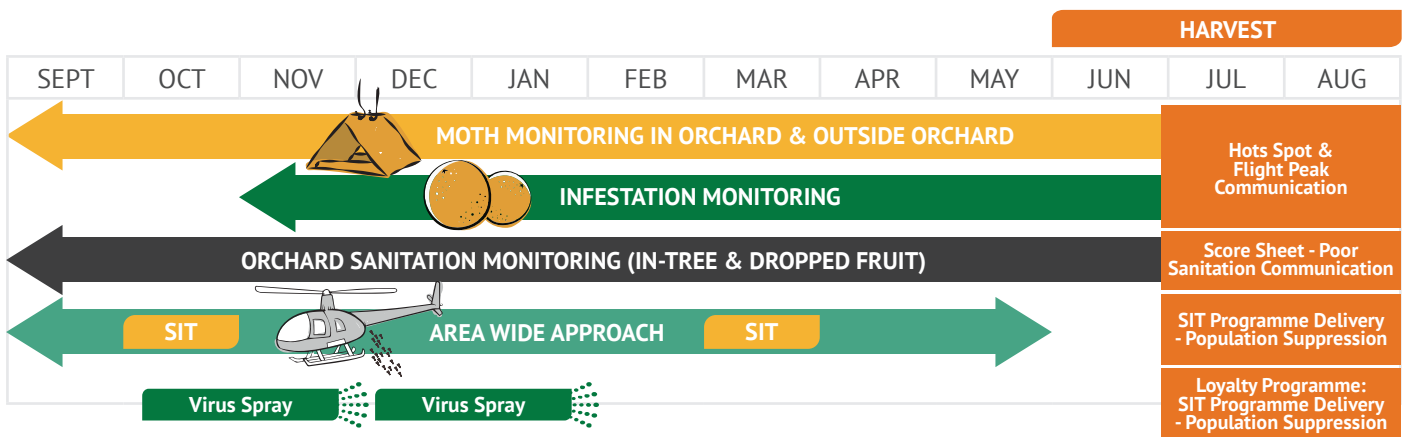 HARVEST
SEPT OCT NOV DEC JAN FEB MAR APR MAY JUN JUL AUG
MOTH MONITORING IN ORCHARD & OUTSIDE ORCHARD
Hots Spot &
Flight Peak
Communication
INFESTATION MONITORING
ORCHARD SANITATION MONITORING (IN-TREE & DROPPED FRUIT)
Score Sheet - Poor
Sanitation Communication
SIT AREA WIDE APPROACH SIT
SIT Programme Delivery
- Population Suppression
Virus Spray Virus Spray
Loyalty Programme:
SIT Programme Delivery
- Population Suppression